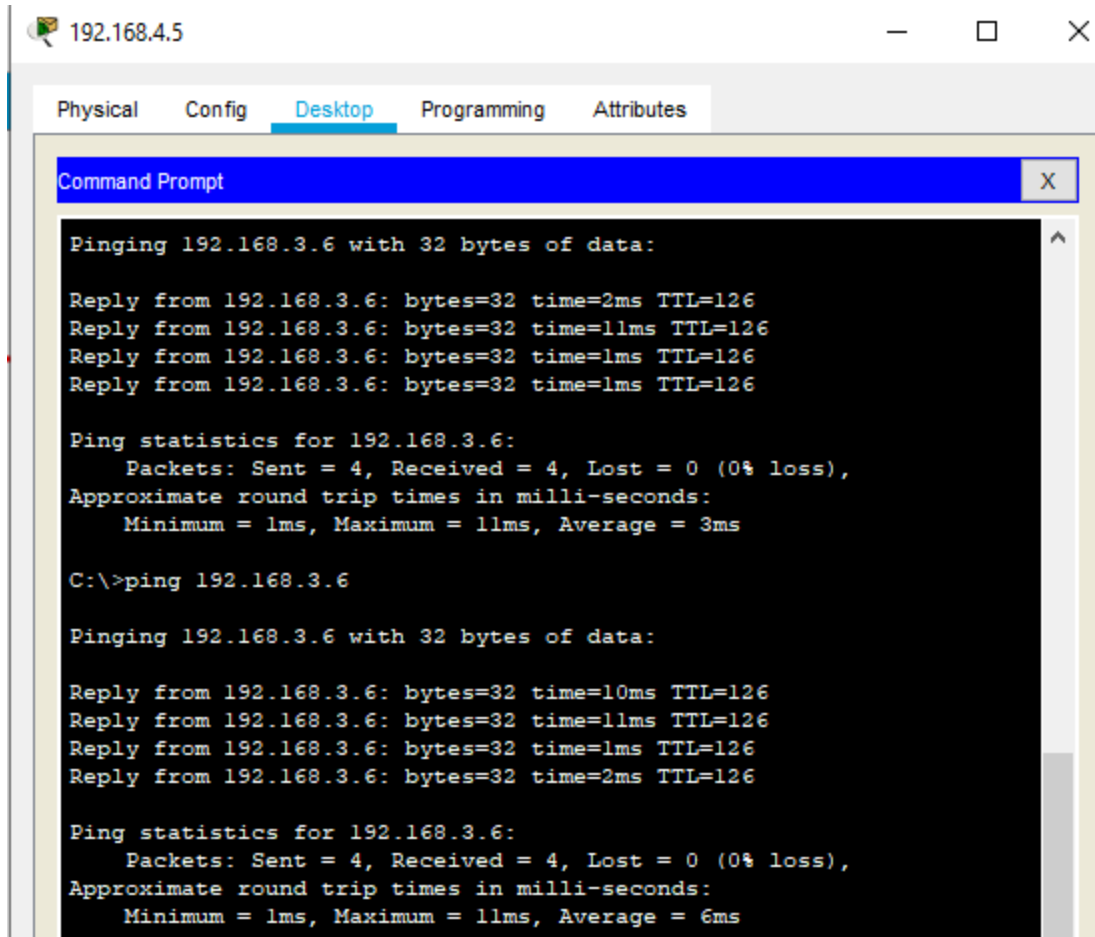 192.168.4.5
Physical Config Desktop Programming Attributes
Command Prompt X
Pinging 192.168.3.6 with 32 bytes of data:
Reply from 192.168.3.6: bytes=32 time=2ms TTL=126
Reply from 192.168.3.6: bytes=32 time=11ms TTL=126
Reply from 192.168.3.6: bytes=32 time=1ms TTL=126
Reply from 192.168.3.6: bytes=32 time=1ms TTL=126
Ping statistics for 192.168.3.6:
Packets: Sent = 4, Received = 4, Lost = 0 (0% loss),
Approximate round trip times in milli-seconds:
Minimum = 1ms, Maximum = 11ms, Average = 3ms
C:\>ping 192.168.3.6
Pinging 192.168.3.6 with 32 bytes of data:
Reply from 192.168.3.6: bytes=32 time=10ms TTL=126
Reply from 192.168.3.6: bytes=32 time=11ms TTL=126
Reply from 192.168.3.6: bytes=32 time=1ms TTL=126
Reply from 192.168.3.6: bytes=32 time=2ms TTL=126
Ping statistics for 192.168.3.6:
Packets: Sent = 4, Received = 4, Lost = 0 (0% loss),
Approximate round trip times in milli-seconds:
Minimum = 1ms, Maximum = 11ms, Average = 6ms